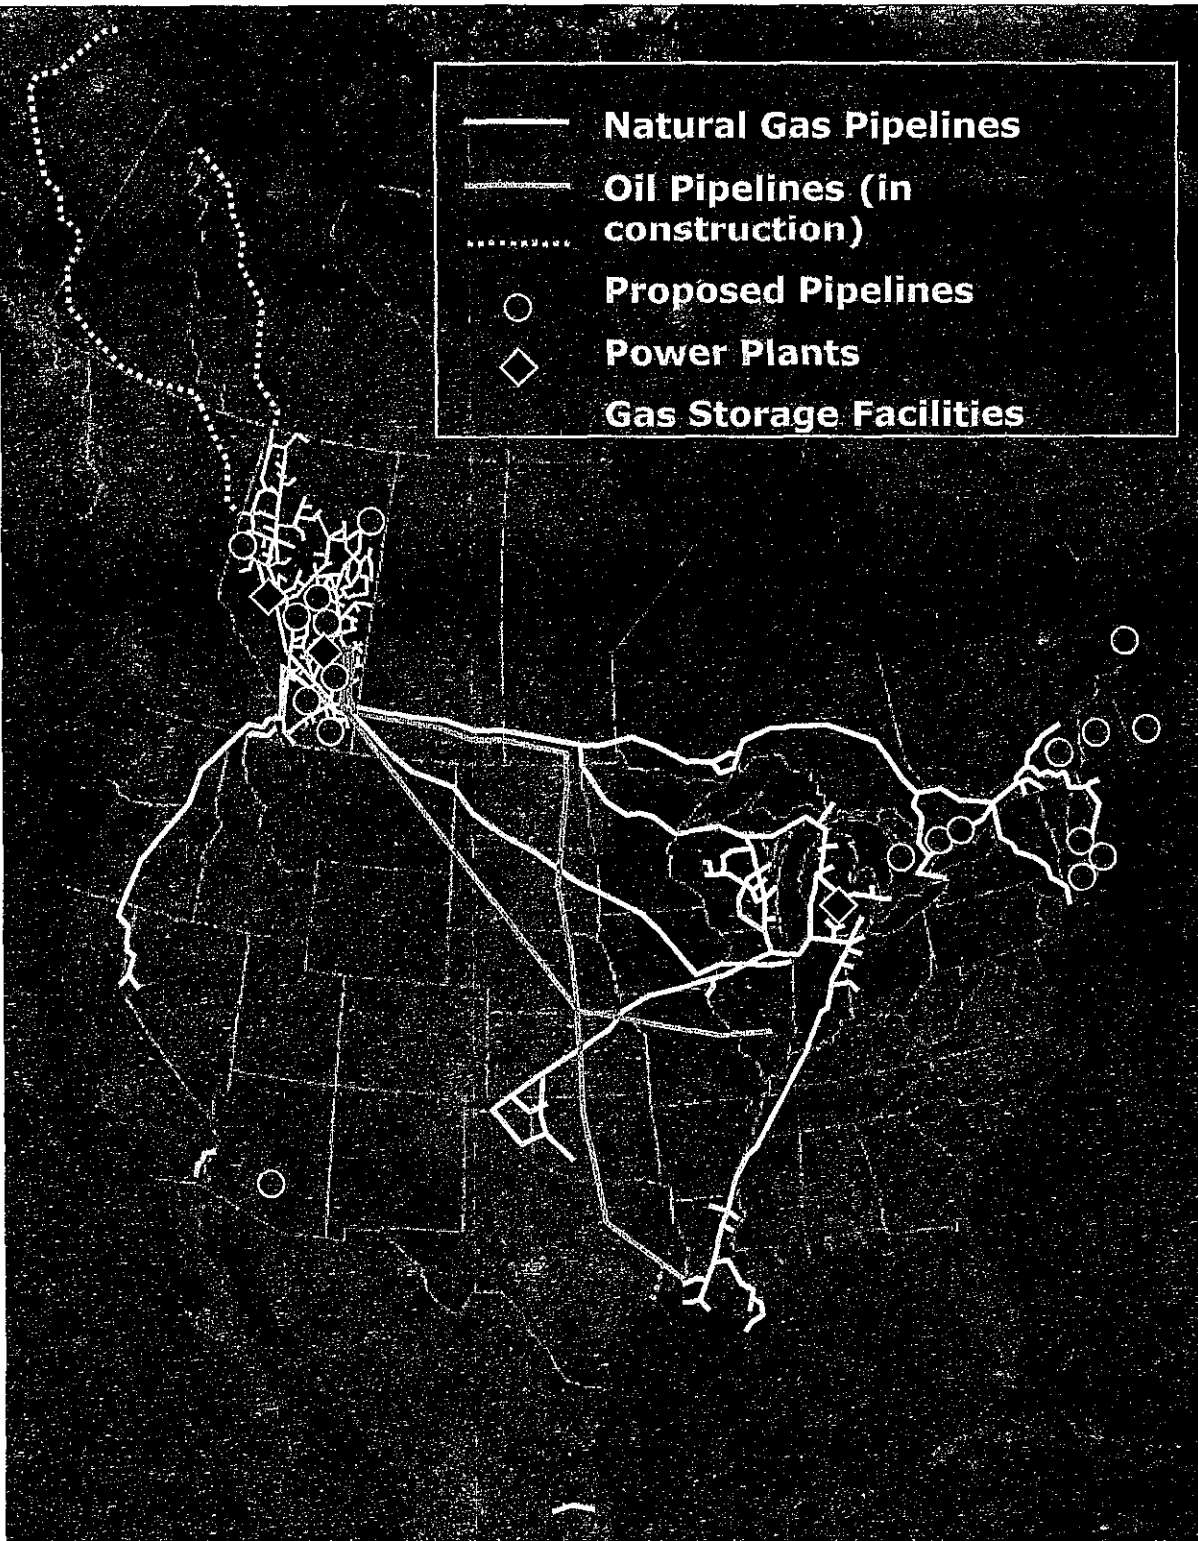 Natural Gas Pipelines
Oil Pipelines (in
construction)
Proposed Pipelines
Power Plants
Gas Storage Facilities